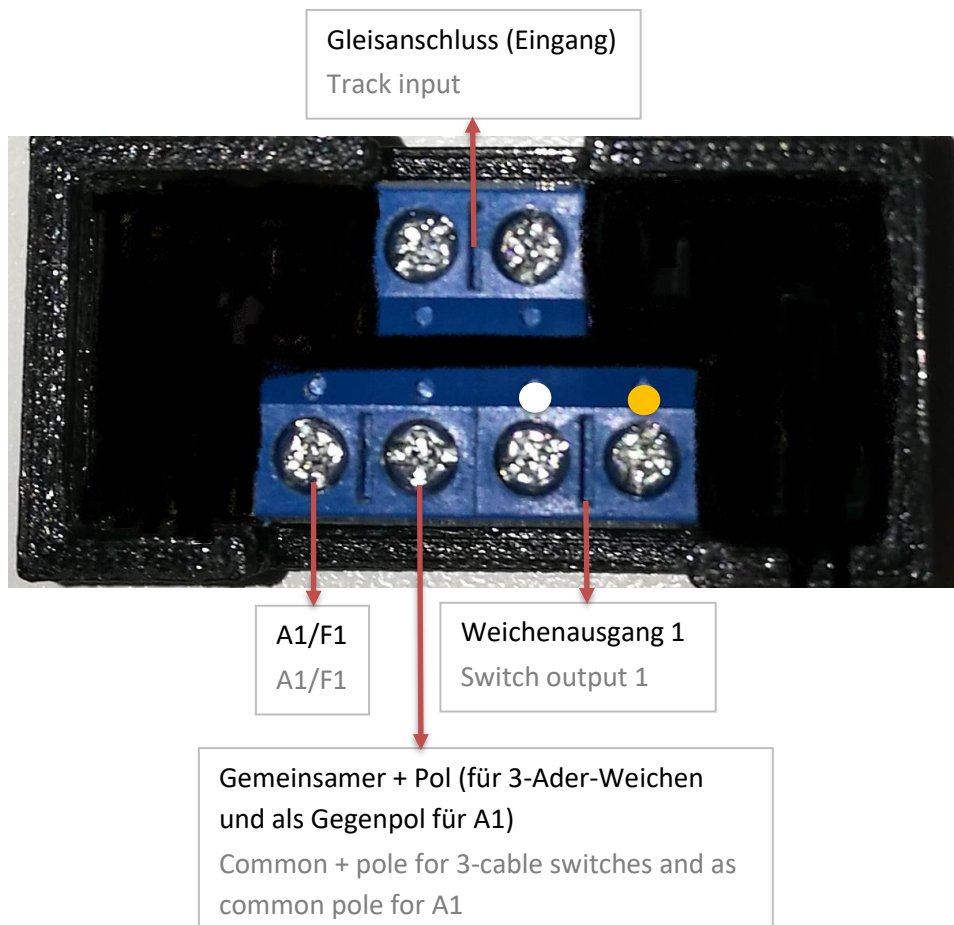 Gleisanschluss (Eingang)
Track input
A1/F1
A1/F1
Weichenausgang 1
Switch output 1
Gemeinsamer + Pol (für 3-Ader-Weichen
und als Gegenpol für A1)
Common + pole for 3-cable switches and as
common pole for A1